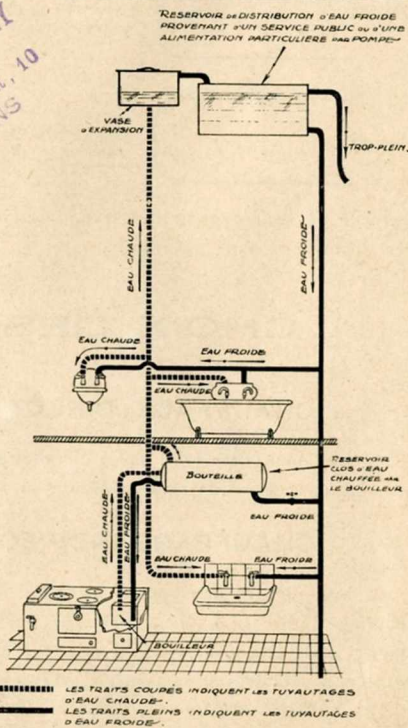 RESERVOIR DE DISTRIBUTION D'EAU FROIDE
PROVENANT D'UN SERVICE PUBLIC OU D'UNE
ALIMENTATION PARTICULIÈRE PAR POMPE
10
VASE
D'EXPANSION
TROP-PLEIN.
EAU CHAUDE
EAU FROIDE
EAU CHAUDE
EAU FROIDE
EAU CHAUDE
BOUTEILLE
RESERVOIR
CLOS D'EAU
CHAUFFÉE PAR
LE BOUILLEUR
EAU FROIDE
EAU CHAUDE
EAU FROIDE
EAU CHAUDE
EAU FROIDE
BOUILLEUR
LES TRAITS COUPÉS INDIQUENT LES TUYAUTAGES
D'EAU CHAUDE.
LES TRAITS PLEINS INDIQUENT LES TUYAUTAGES
D'EAU FROIDE.